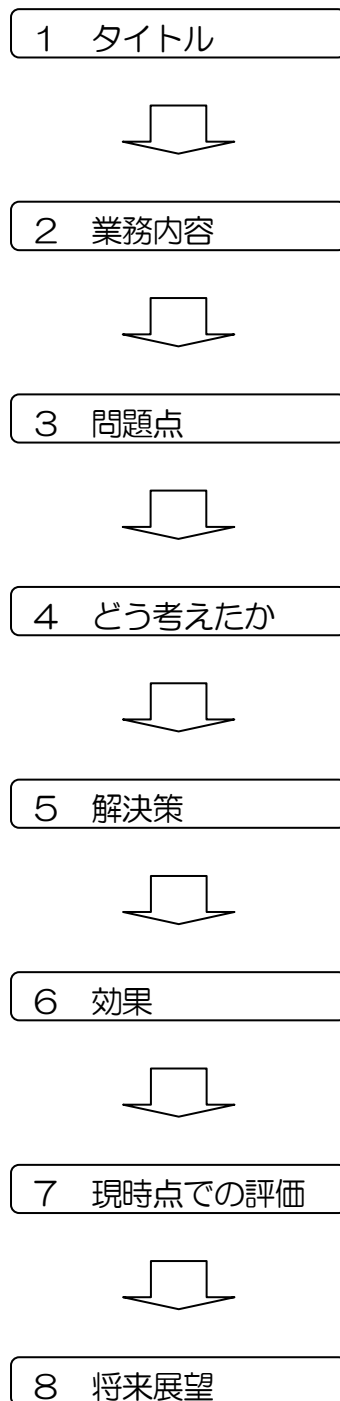 １　タイトル
２　業務内容
３　問題点
４　どう考えたか
５　解決策
６　効果
７　現時点での評価
８　将来展望